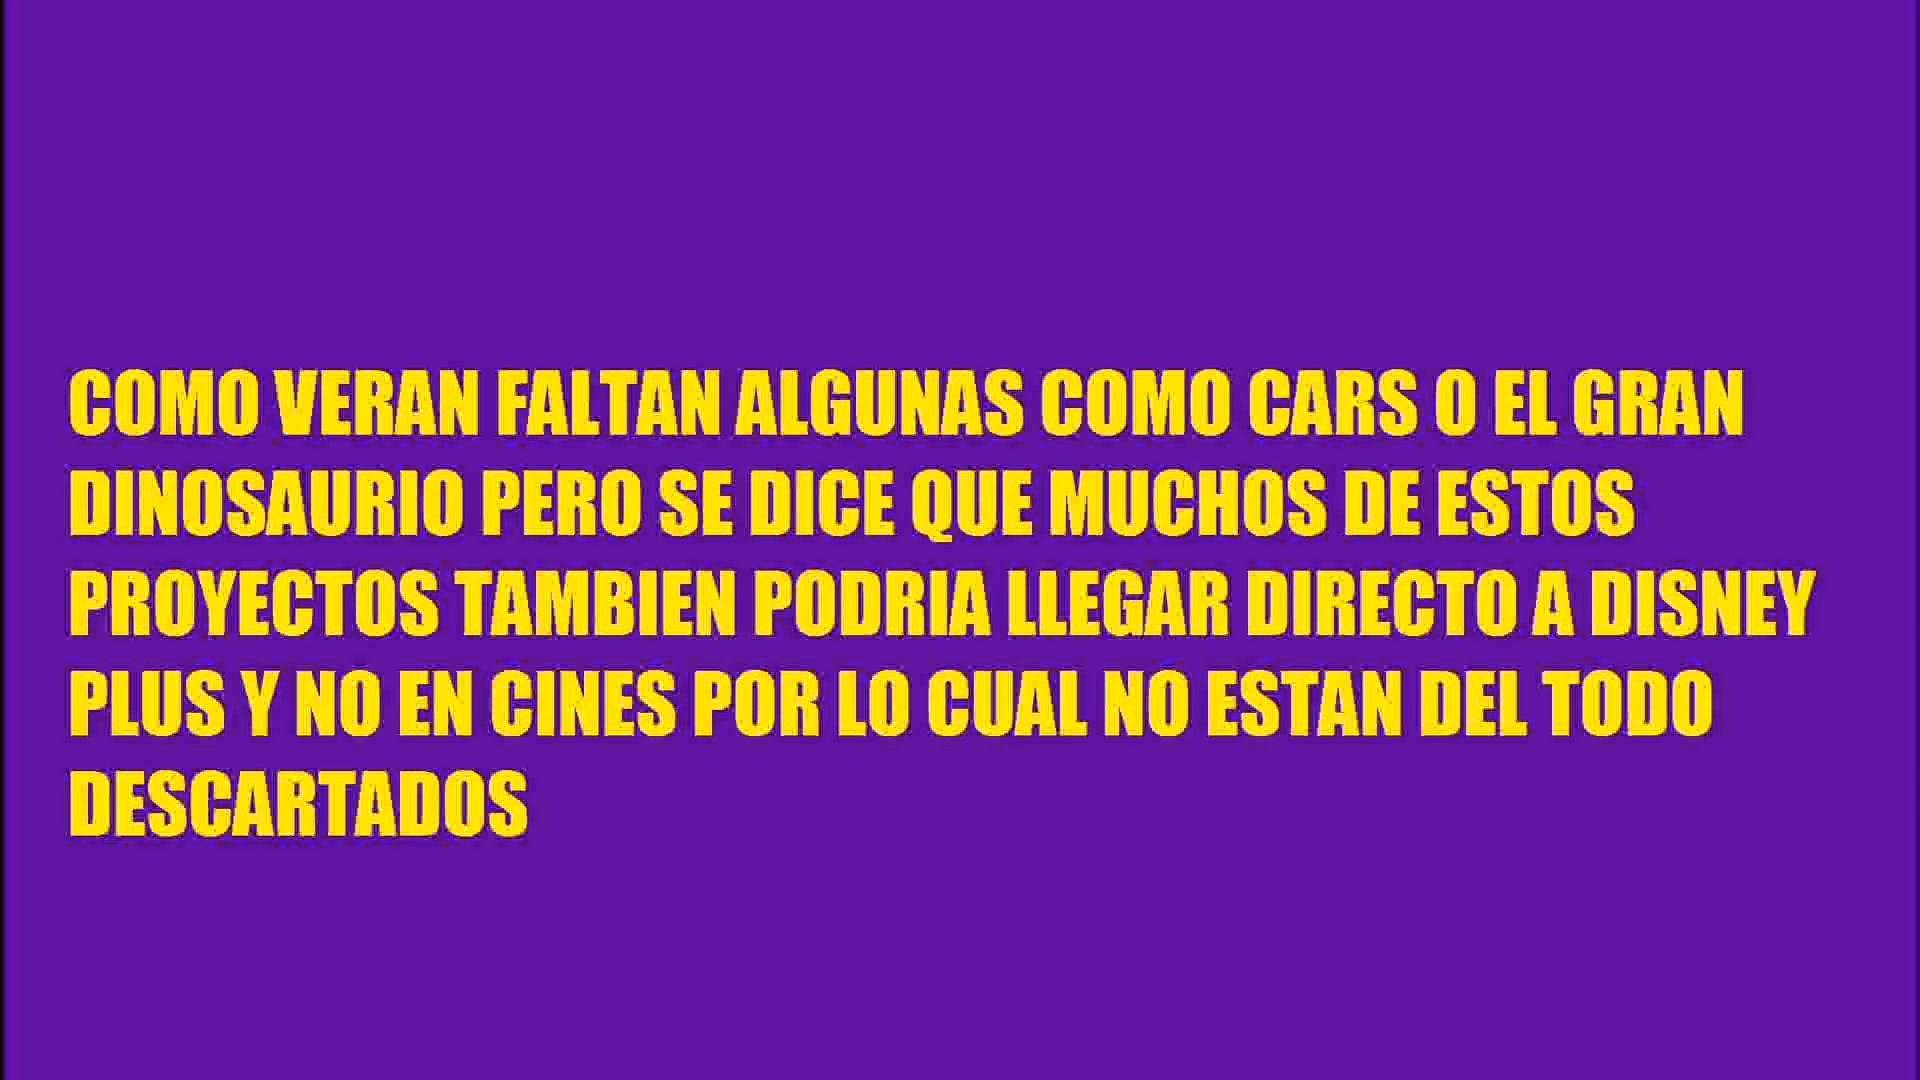 COMO VERAN FALTAN ALGUNAS COMO CARS O EL GRAN
DINOSAURIO PERO SE DICE QUE MUCHOS DE ESTOS
PROYECTOS TAMBIEN PODRIA LLEGAR DIRECTO A DISNEY
PLUS Y NO EN CINES POR LO CUAL NO ESTAN DEL TODO
DESCARTADOS